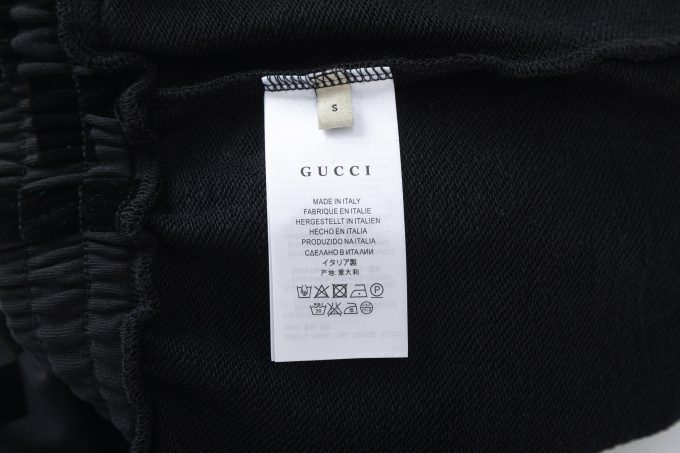 S
GUCCI
MADE IN ITALY
FABRIQUE EN ITALIE
HERGESTELLT IN ITALIEN
HECHO EN ITALIA
PRODUZIDO NA ITALIA
СДЕЛАНО В ИТАЛИИ
イタリア製
产地:意大利